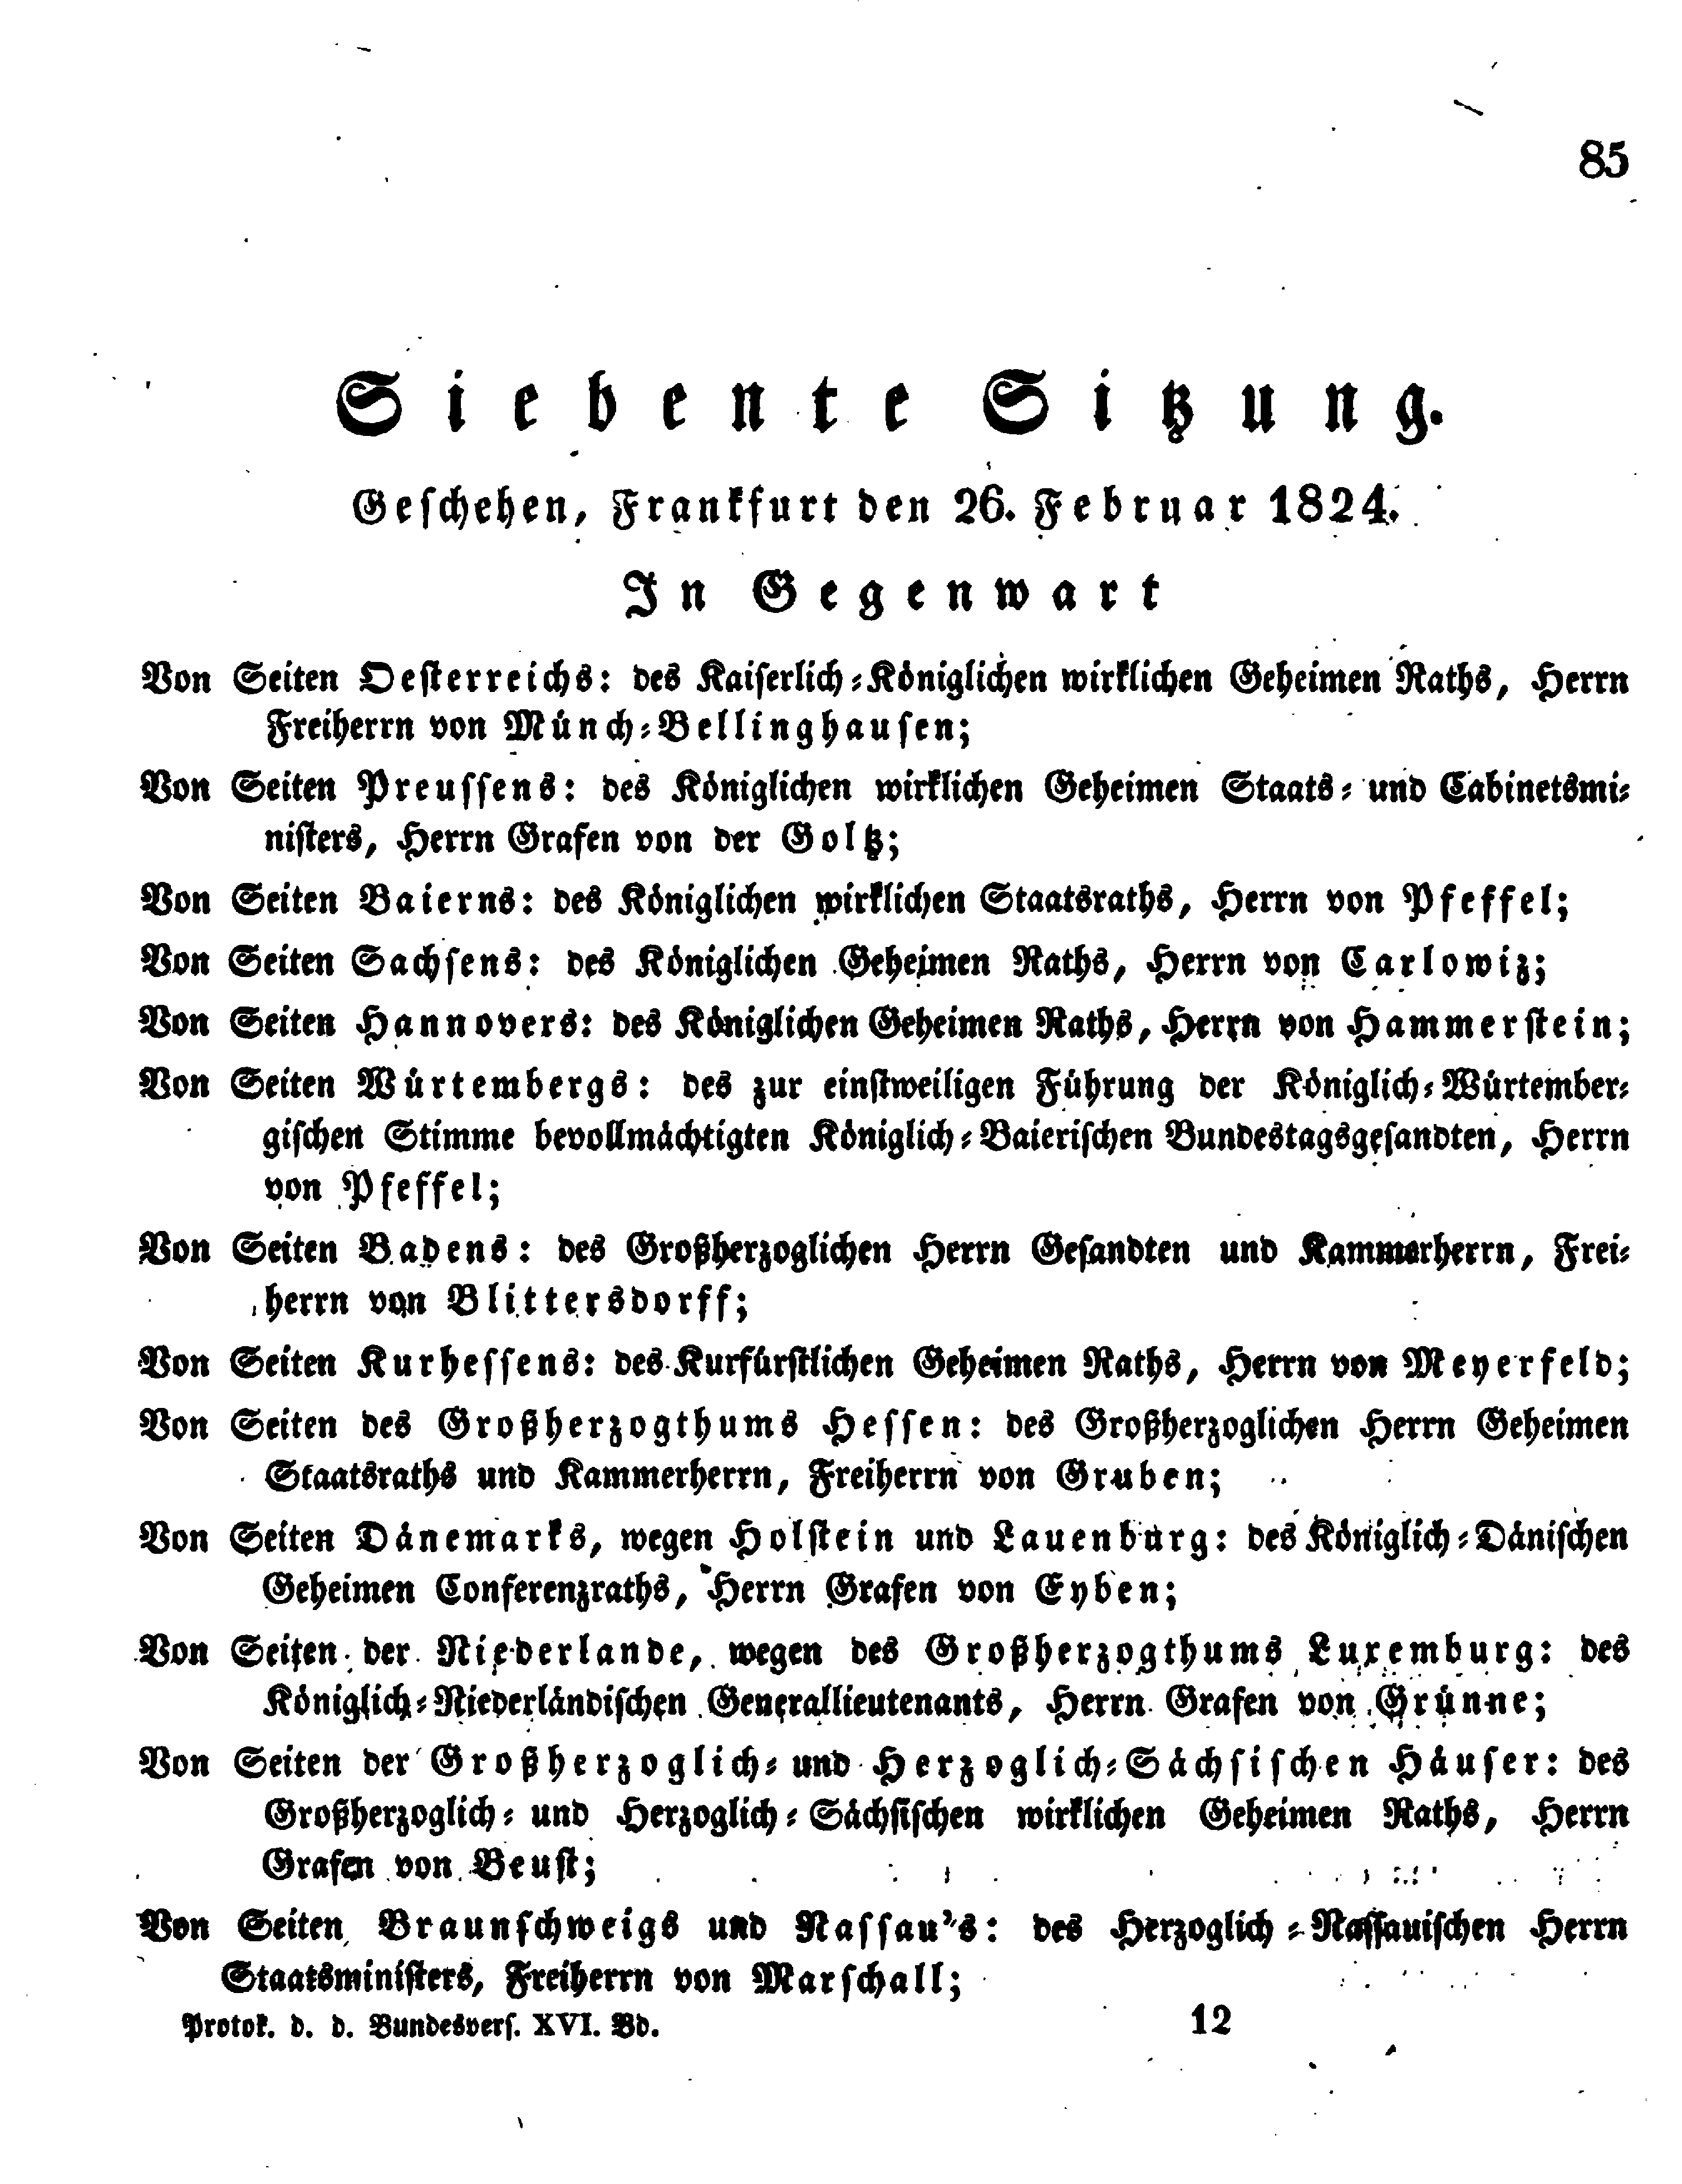 85
Siebente Sitzung.
Geschehen, Frankfurt den 26. Februar 1824.
In Gegenwart
Von Seiten Oesterreichs: des Kaiserlich-Königlichen wirklichen Geheimen Raths, Herrn
Freiherrn von Münch-Bellinghausen;
Von Seiten Preussens: des Königlichen wirklichen Geheimen Staats- und Cabinetsmi-
nisters, Herrn Grafen von der Goltz;
Von Seiten Baierns: des Königlichen wirklichen Staatsraths, Herrn von Pfeffel;
Von Seiten Sachsens: des Königlichen Geheimen Raths, Herrn von Carlowiz;
Von Seiten Hannovers: des Königlichen Geheimen Raths, Herrn von Hammerstein;
Von Seiten Würtembergs: des zur einstweiligen Führung der Königlich-Würtember-
gischen Stimme bevollmächtigten Königlich-Baierischen Bundestagsgesandten, Herrn
von Pfeffel;
Von Seiten Badens: des Großherzoglichen Herrn Gesandten und Kammerherrn, Frei-
herrn von Blittersdorff;
Von Seiten Kurhessens: des Kurfürstlichen Geheimen Raths, Herrn von Meyerfeld;
Von Seiten des Großherzogthums Hessen: des Großherzoglichen Herrn Geheimen
Staatsraths und Kammerherrn, Freiherrn von Gruben;
Von Seiten Dänemarks, wegen Holstein und Lauenburg: des Königlich-Dänischen
Geheimen Conferenzraths, Herrn Grafen von Eyben;
Von Seiten der Niederlande, wegen des Großherzogthums Luxemburg: des
Königlich-Niederländischen Generallieutenants, Herrn Grafen von Grünne;
Von Seiten der Großherzoglich- und Herzoglich-Sächsischen Häuser: des
Großherzoglich- und Herzoglich-Sächsischen wirklichen Geheimen Raths, Herrn
Grafen von Beust;
Von Seiten Braunschweigs und Nassau's: des Herzoglich-Nassauischen Herrn
Staatsministers, Freiherrn von Marschall;
Protok. d. d. Bundesvers. XVI. Bd. 12